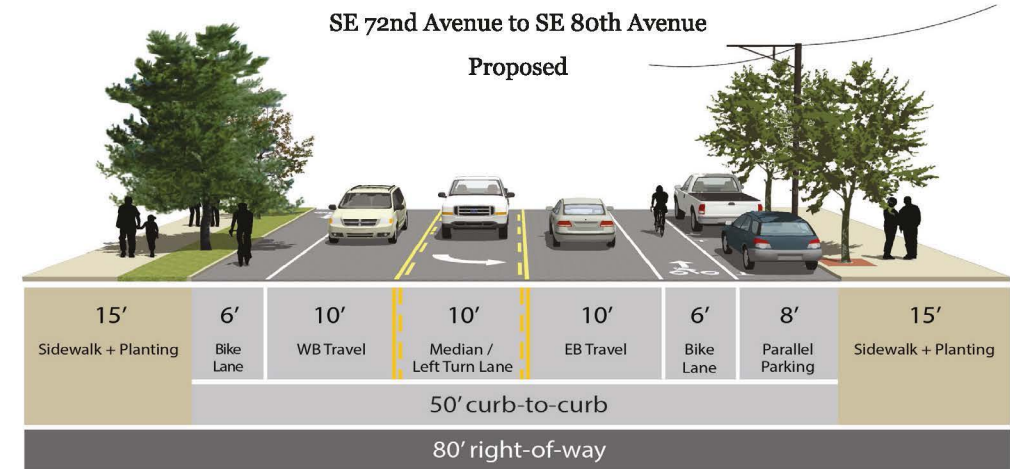 SE 72nd Avenue to SE 80th Avenue
Proposed
15’
6’
10’
10’
10’
6’
8’
15’
Sidewalk + Planting
Bike
Lane
WB Travel
Median /
Left Turn Lane
EB Travel
Bike
Lane
Parallel
Parking
Sidewalk + Planting
50’ curb-to-curb
80’ right-of-way